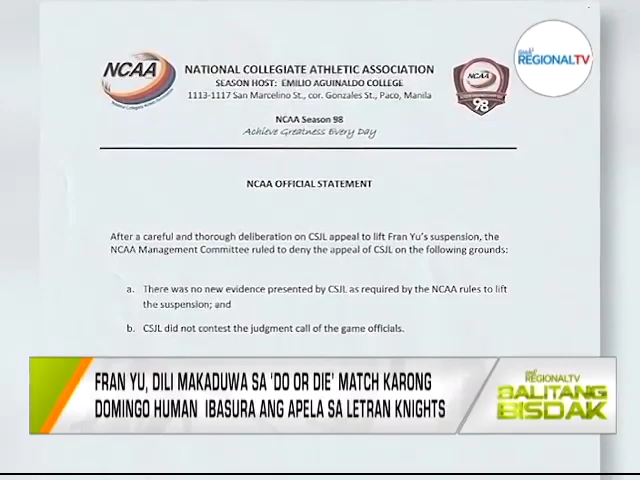 NCAA
NATIONAL COLLEGIATE ATHLETIC ASSOCIATION
SEASON HOST: EMILIO AGUINALDO COLLEGE
1113-1117 San Marcelino St., cor. Gonzales St., Paco, Manila
NCAA
98
REGIONALTV
NCAA Season 98
Achieve Greatness Every Day
NCAA OFFICIAL STATEMENT
After a careful and thorough deliberation on CSJL appeal to lift Fran Yu's suspension, the
NCAA Management Committee ruled to deny the appeal of CSJL on the following grounds:
a. There was no new evidence presented by CSJL as required by the NCAA rules to lift
the suspension; and
b. CSJL did not contest the judgment call of the game officials.
FRAN YU, DILI MAKADUWA SA 'DO OR DIE' MATCH KARONG
DOMINGO HUMAN IBASURA ANG APELA SA LETRAN KNIGHTS
REGIONALTV
BALITANG
BISDAK